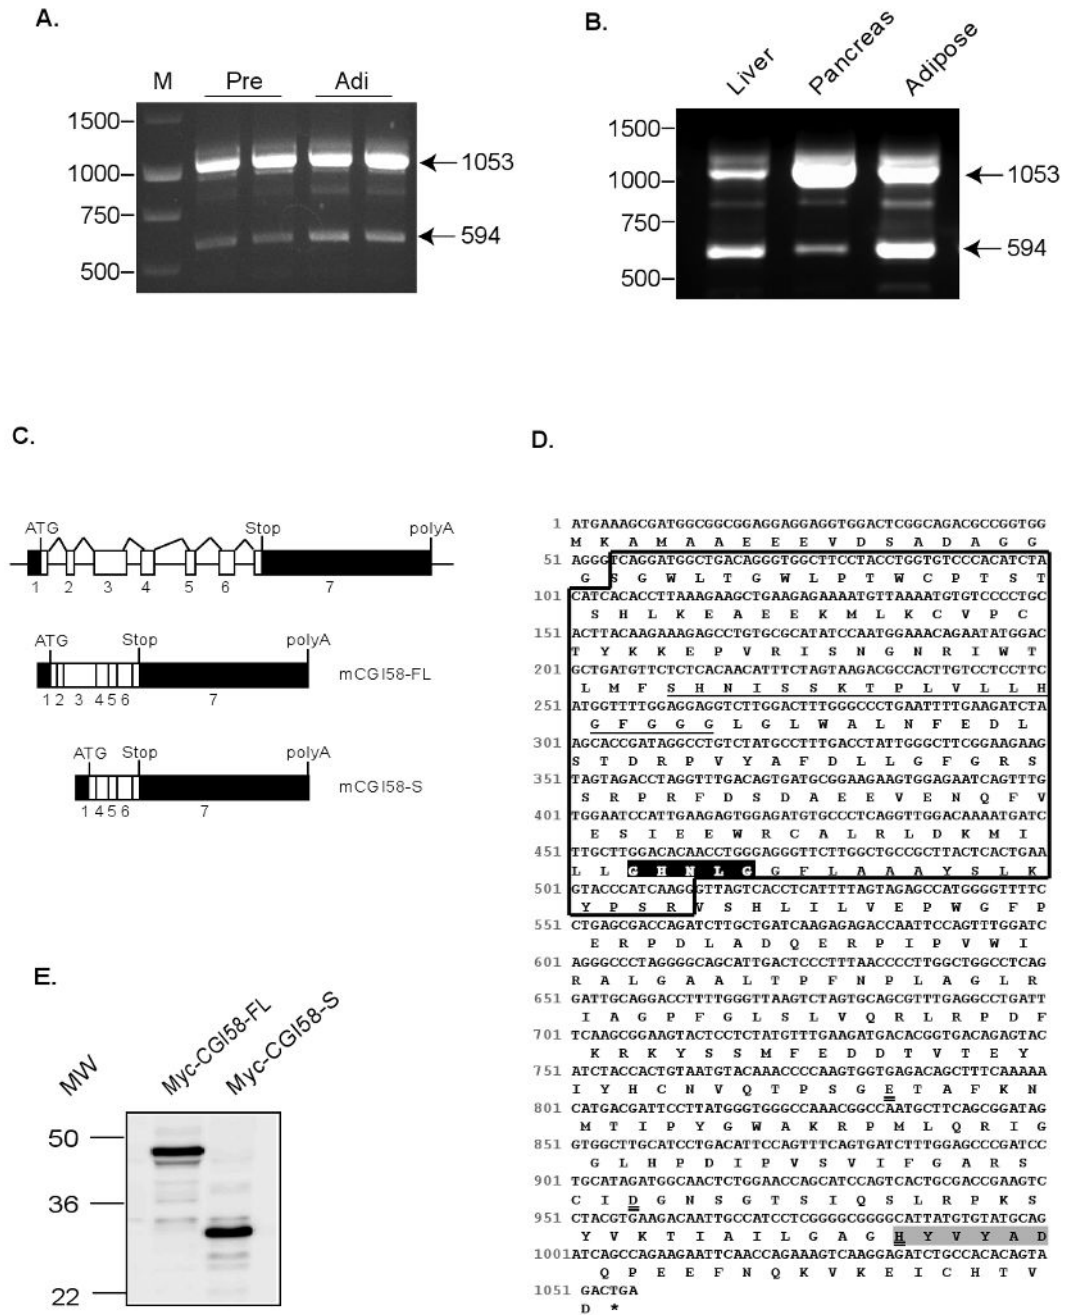 A.
M Pre Adi
1500
1000
750
500
1053
594
B.
Liver Pancreas Adipose
1500
1000
750
500
1053
594
C.
ATG Stop polyA
1 2 3 4 5 6 7
ATG Stop polyA
mCGI58-FL
1 2 3 4 5 6 7
ATG Stop polyA
mCGI58-S
1 4 5 6 7
D.
1 ATGAAAGCGATGGCGGCGGAGGAGGAGGTGGACTCGGCAGACGCCGGTGG
M K A M A A E E E V D S A D A G G
51 AGGGTCAGGATGGCTGACAGGGTGGCTTCCTACCTGGTGTCCCACATCTA
G S G W L T G W L P T W C P T S T
101 CATCACACCTTAAAGAAGCTGAAGAGAAAATGTTAAAATGTGTCCCCTGC
S H L K E A E E K M L K C V P C
151 ACTTACAAGAAAGAGCCTGTGCGCATATCCAATGGAAACAGAATATGGAC
T Y K K E P V R I S N G N R I W T
201 GCTGATGTTCTCTCACAACATTTCTAGTAAGACGCCACTTGTCCTCCTTC
L M F S H N I S S K T P L V L L H
251 ATGGTTTTGGAGGAGGTCTTGGACTTTGGGCCCTGAATTTTGAAGATCTA
G F G G G L G L W A L N F E D L
301 AGCACCGATAGGCCTGTCTATGCCTTTGACCTATTGGGCTTCGGAAGAAG
S T D R P V Y A F D L L G F G R S
351 TAGTAGACCTAGGTTTGACAGTGATGCGGAAGAAGTGGAGAATCAGTTTG
S R P R F D S D A E E V E N Q F V
401 TGGAATCCATTGAAGAGTGGAGATGTGCCCTCAGGTTGGACAAAATGATC
E S I E E W R C A L R L D K M I
451 TTGCTTGGACACAACCTGGGAGGGTTCTTGGCTGCCGCTTACTCACTGAA
L L G H N L G G F L A A A Y S L K
501 GTACCCATCAAGGGTTAGTCACCTCATTTTAGTAGAGCCATGGGGTTTTC
Y P S R V S H L I L V E P W G F P
551 CTGAGCGACCAGATCTTGCTGATCAAGAGAGACCAATTCCAGTTTGGATC
E R P D L A D Q E R P I P V W I
601 AGGGCCCTAGGGGCAGCATTGACTCCCTTTAACCCCTTGGCTGGCCTCAG
R A L G A A L T P F N P L A G L R
651 GATTGCAGGACCTTTTGGGTTAAGTCTAGTGCAGCGTTTGAGGCCTGATT
I A G P F G L S L V Q R L R P D F
701 TCAAGCGGAAGTACTCCTCTATGTTTGAAGATGACACGGTGACAGAGTAC
K R K Y S S M F E D D T V T E Y
751 ATCTACCACTGTAATGTACAAACCCCAAGTGGTGAGACAGCTTTCAAAAA
I Y H C N V Q T P S G E T A F K N
801 CATGACGATTCCTTATGGGTGGGCCAAACGGCCAATGCTTCAGCGGATAG
M T I P Y G W A K R P M L Q R I G
851 GTGGCTTGCATCCTGACATTCCAGTTTCAGTGATCTTTGGAGCCCGATCC
G L H P D I P V S V I F G A R S
901 TGCATAGATGGCAACTCTGGAACCAGCATCCAGTCACTGCGACCGAAGTC
C I D G N S G T S I Q S L R P K S
951 CTACGTGAAGACAATTGCCATCCTCGGGGCGGGGCATTATGTGTATGCAG
Y V K T I A I L G A G H Y V Y A D
1001 ATCAGCCAGAAGAATTCAACCAGAAAGTCAAGGAGATCTGCCACACAGTA
Q P E E F N Q K V K E I C H T V
1051 GACTGA
D *
E.
MW Myc-CGI58-FL Myc-CGI58-S
50
36
22